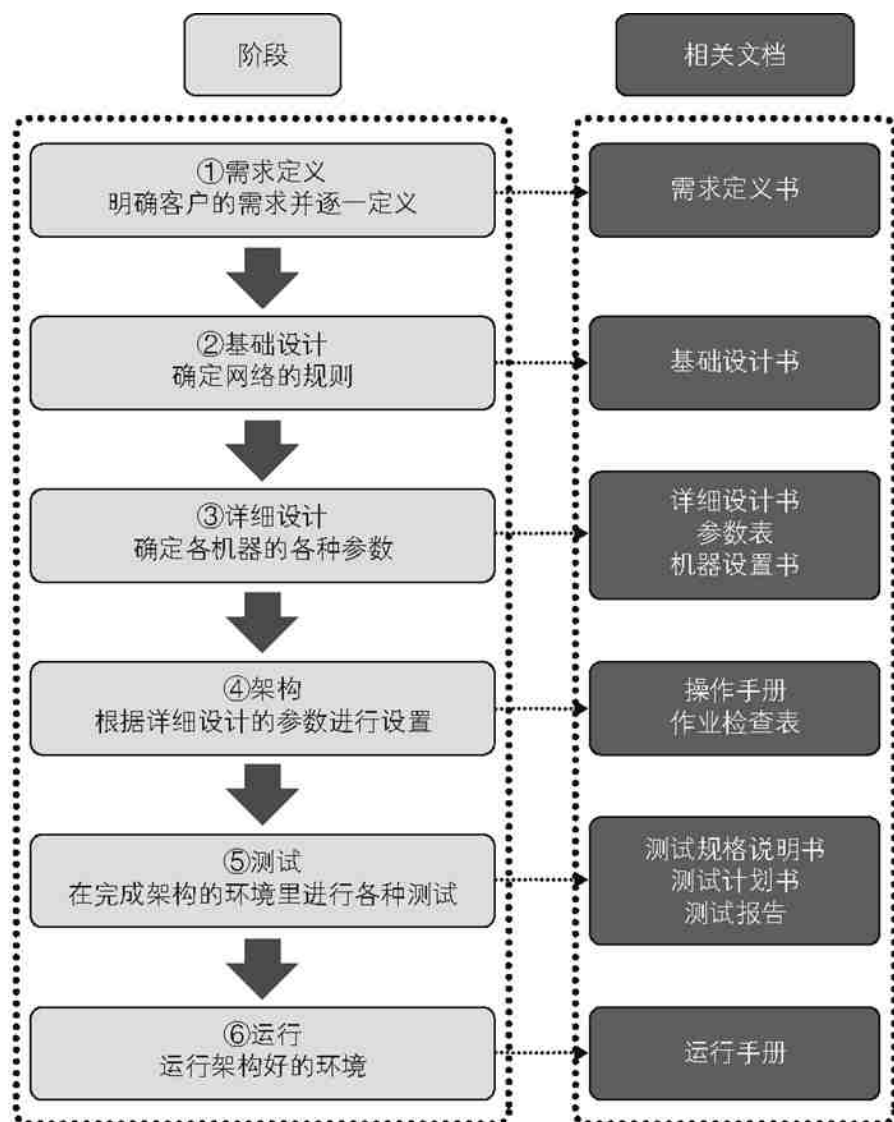 阶段
相关文档
①需求定义
明确客户的需求并逐一定义
需求定义书
②基础设计
确定网络的规则
基础设计书
③详细设计
确定各机器的各种参数
详细设计书
参数表
机器设置书
④架构
根据详细设计的参数进行设置
操作手册
作业检查表
⑤测试
在完成架构的环境里进行各种测试
测试规格说明书
测试计划书
测试报告
⑥运行
运行架构好的环境
运行手册